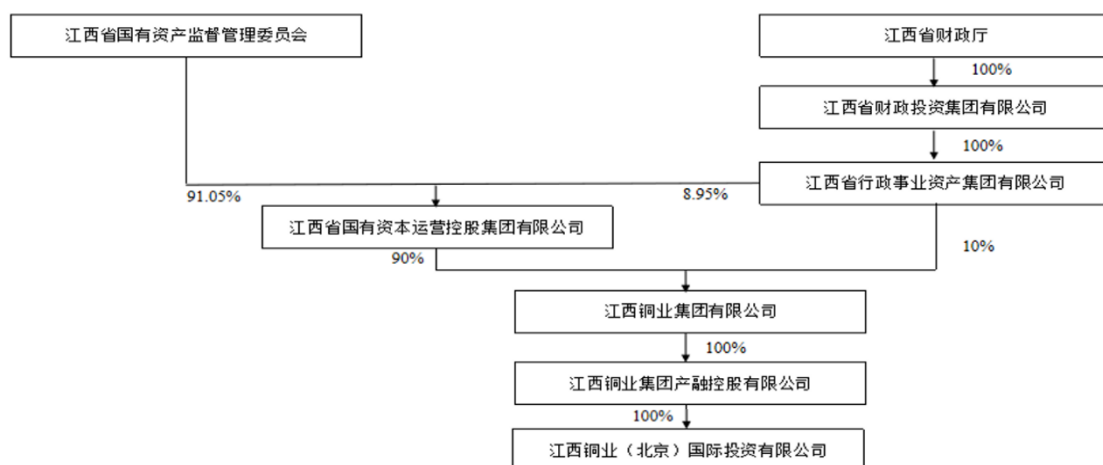 江西省国有资产监督管理委员会
江西省财政厅
100%
江西省财政投资集团有限公司
100%
江西省行政事业资产集团有限公司
91.05%
8.95%
江西省国有资本运营控股集团有限公司
90%
10%
江西铜业集团有限公司
100%
江西铜业集团产融控股有限公司
100%
江西铜业（北京）国际投资有限公司